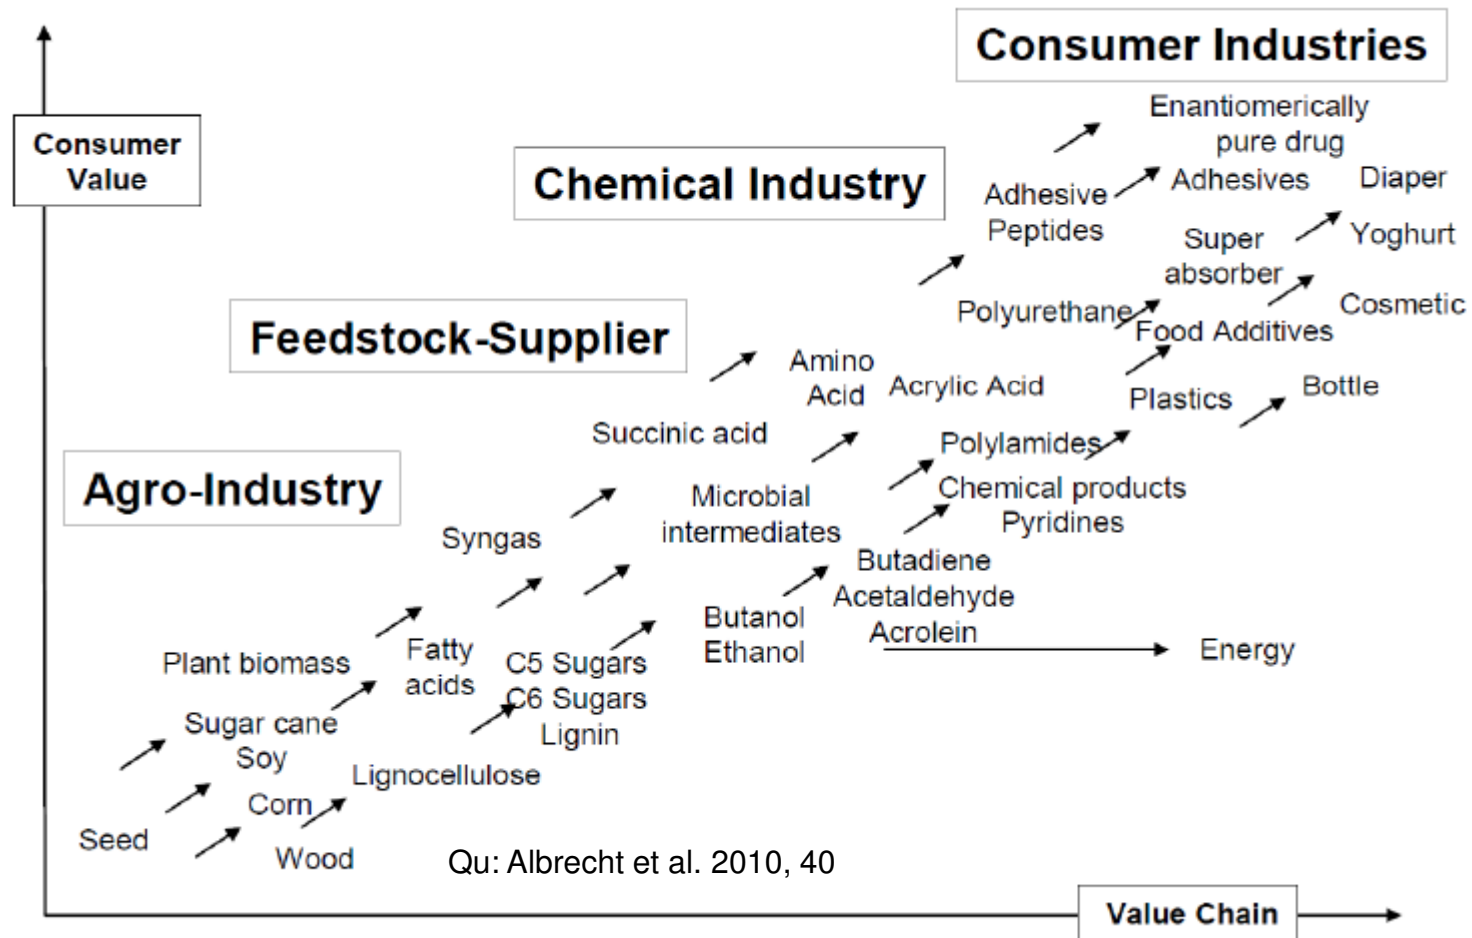 Consumer Industries
Consumer
Value
Enantiomerically
pure drug
Chemical Industry
Adhesive
Peptides
Adhesives
Diaper
Super
absorber
Yoghurt
Feedstock-Supplier
Polyurethane
Cosmetic
Food Additives
Amino
Acid
Acrylic Acid
Plastics
Bottle
Succinic acid
Polylamides
Agro-Industry
Microbial
intermediates
Chemical products
Pyridines
Syngas
Butadiene
Acetaldehyde
Acrolein
Butanol
Ethanol
Energy
Plant biomass
Fatty
acids
C5 Sugars
C6 Sugars
Lignin
Sugar cane
Soy
Lignocellulose
Corn
Seed
Wood
Qu: Albrecht et al. 2010, 40
Value Chain